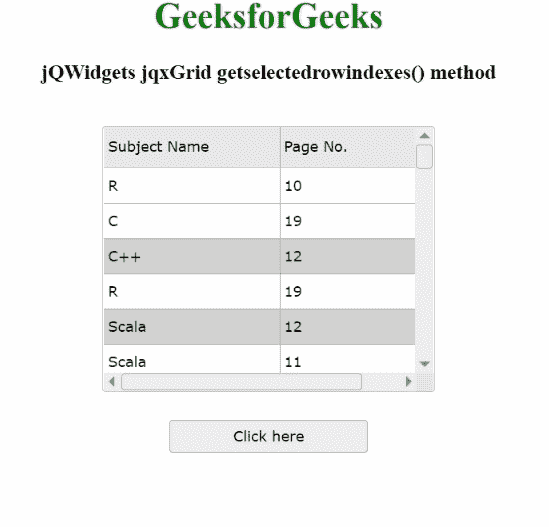 GeeksforGeeks
jQWidgets jqxGrid getselectedrowindexes() method
Subject Name Page No.
R 10
C 19
C++ 12
R 19
Scala 12
Scala 11
Click here